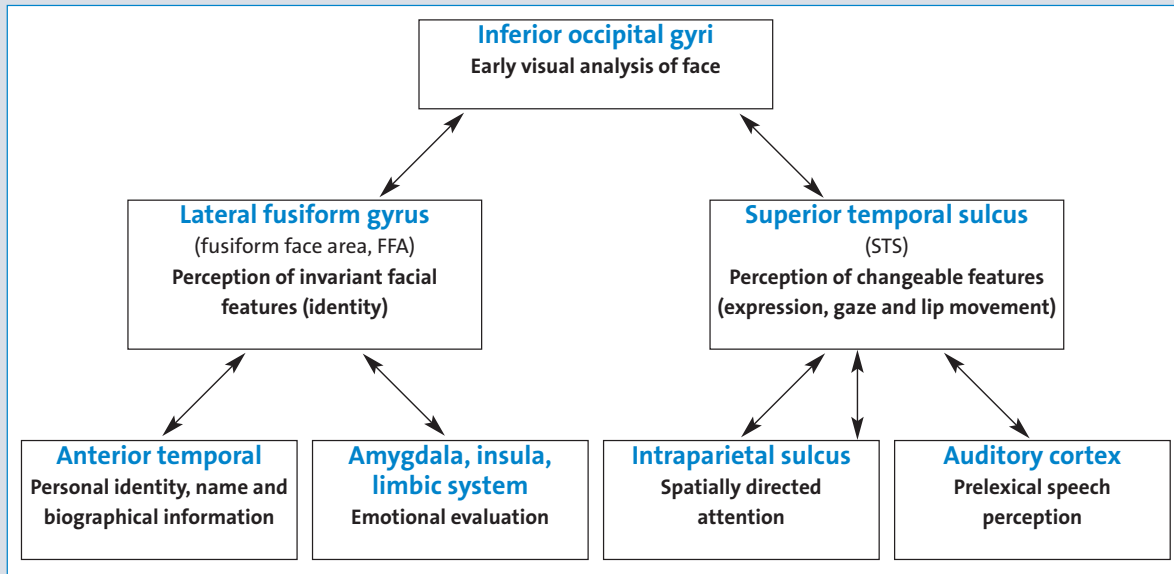 Inferior occipital gyri
Early visual analysis of face
Lateral fusiform gyrus
(fusiform face area, FFA)
Perception of invariant facial
features (identity)
Superior temporal sulcus
(STS)
Perception of changeable features
(expression, gaze and lip movement)
Anterior temporal
Personal identity, name and
biographical information
Amygdala, insula,
limbic system
Emotional evaluation
Intraparietal sulcus
Spatially directed
attention
Auditory cortex
Prelexical speech
perception